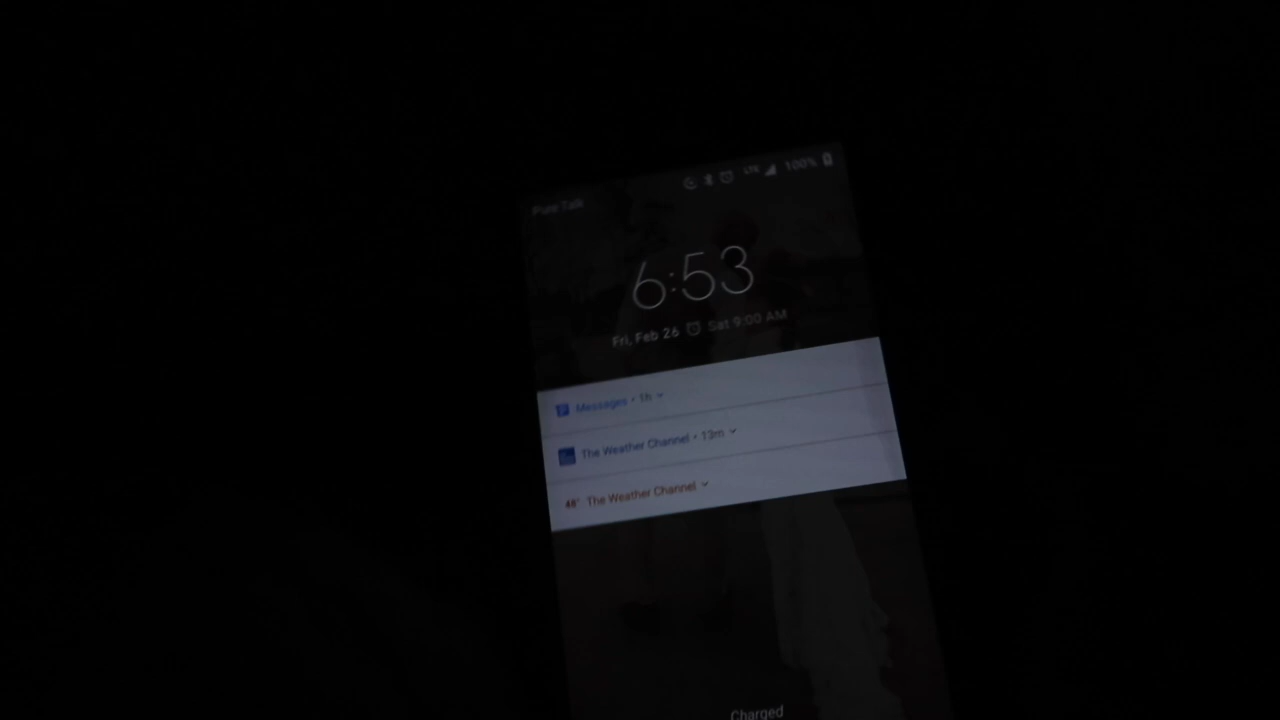 Pure Talk LTE 100%
6:53
Fri, Feb 26 Sat 9:00 AM
Messages • 1h
The Weather Channel • 13m
48° The Weather Channel
Charged